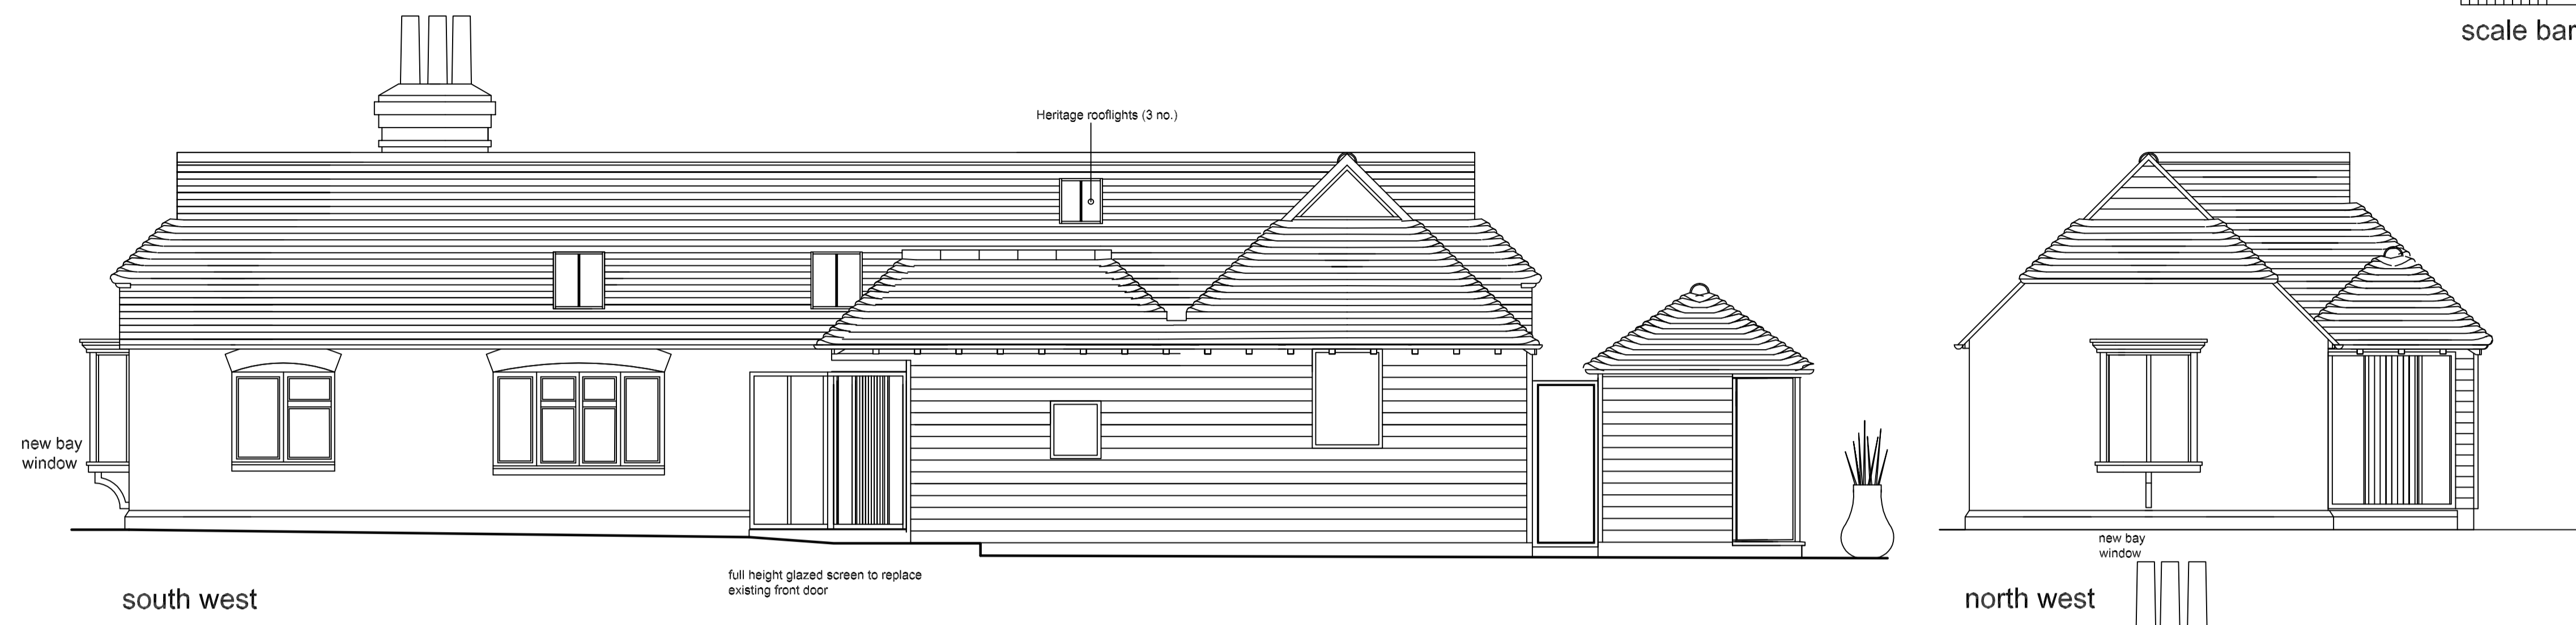 scale bar
Heritage rooflights (3 no.)
new bay
window
full height glazed screen to replace
existing front door
south west
new bay
window
north west